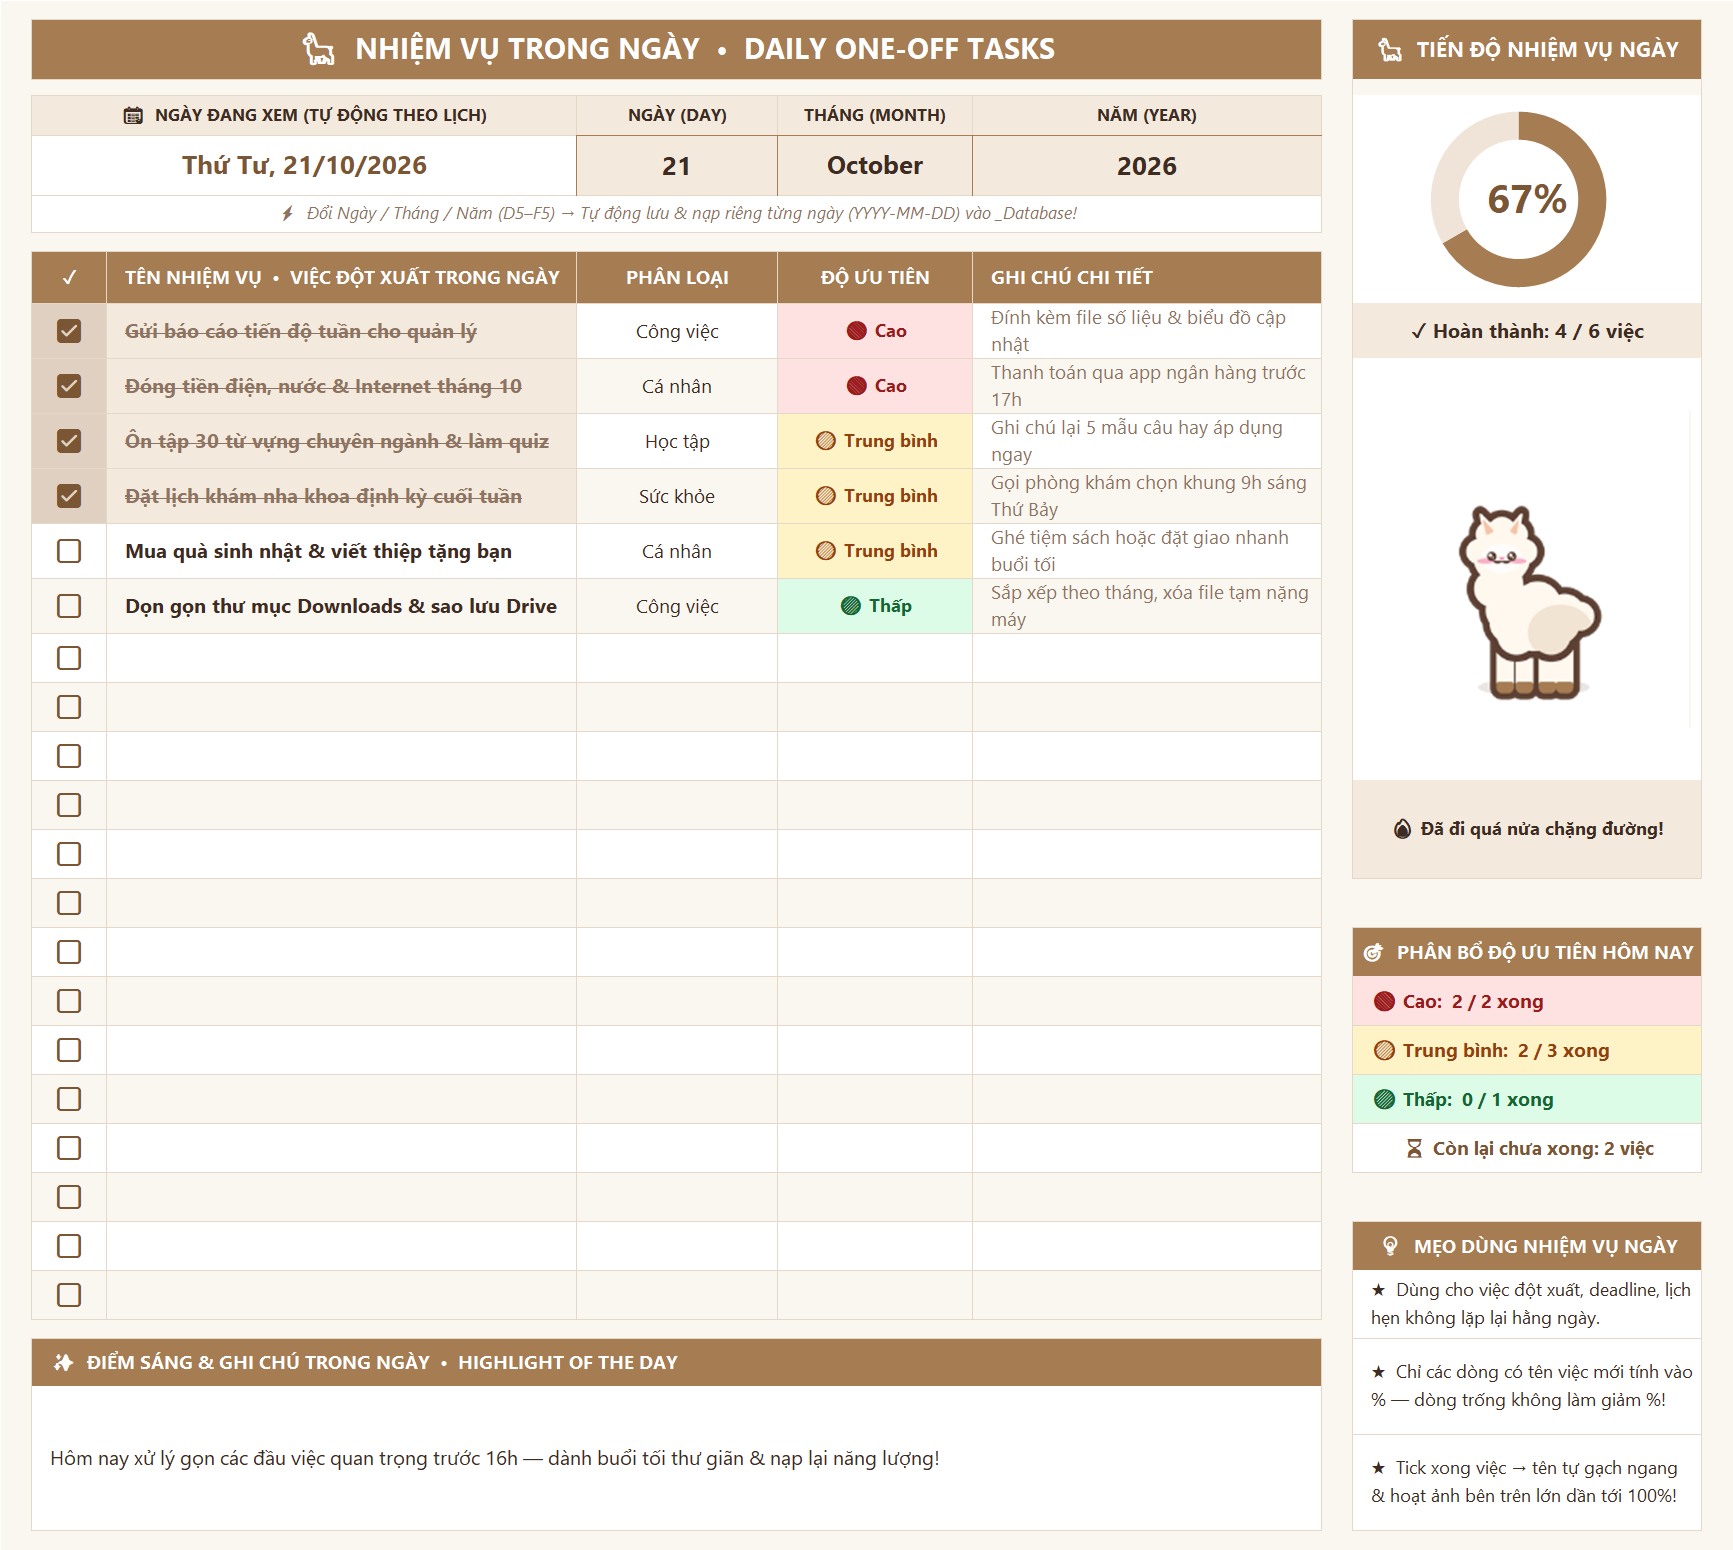 NHIỆM VỤ TRONG NGÀY • DAILY ONE-OFF TASKS
NGÀY ĐANG XEM (TỰ ĐỘNG THEO LỊCH)
NGÀY (DAY)
THÁNG (MONTH)
NĂM (YEAR)
Thứ Tư, 21/10/2026
21
October
2026
Đổi Ngày / Tháng / Năm (D5–F5) → Tự động lưu & nạp riêng từng ngày (YYYY-MM-DD) vào _Database!
✓
TÊN NHIỆM VỤ • VIỆC ĐỘT XUẤT TRONG NGÀY
PHÂN LOẠI
ĐỘ ƯU TIÊN
GHI CHÚ CHI TIẾT
Gửi báo cáo tiến độ tuần cho quản lý
Công việc
Cao
Đính kèm file số liệu & biểu đồ cập
nhật
Đóng tiền điện, nước & Internet tháng 10
Cá nhân
Cao
Thanh toán qua app ngân hàng trước
17h
Ôn tập 30 từ vựng chuyên ngành & làm quiz
Học tập
Trung bình
Ghi chú lại 5 mẫu câu hay áp dụng
ngay
Đặt lịch khám nha khoa định kỳ cuối tuần
Sức khỏe
Trung bình
Gọi phòng khám chọn khung 9h sáng
Thứ Bảy
Mua quà sinh nhật & viết thiệp tặng bạn
Cá nhân
Trung bình
Ghé tiệm sách hoặc đặt giao nhanh
buổi tối
Dọn gọn thư mục Downloads & sao lưu Drive
Công việc
Thấp
Sắp xếp theo tháng, xóa file tạm nặng
máy
ĐIỂM SÁNG & GHI CHÚ TRONG NGÀY • HIGHLIGHT OF THE DAY
Hôm nay xử lý gọn các đầu việc quan trọng trước 16h — dành buổi tối thư giãn & nạp lại năng lượng!
TIẾN ĐỘ NHIỆM VỤ NGÀY
67%
✓ Hoàn thành: 4 / 6 việc
Đã đi quá nửa chặng đường!
PHÂN BỔ ĐỘ ƯU TIÊN HÔM NAY
Cao: 2 / 2 xong
Trung bình: 2 / 3 xong
Thấp: 0 / 1 xong
Còn lại chưa xong: 2 việc
MẸO DÙNG NHIỆM VỤ NGÀY
★ Dùng cho việc đột xuất, deadline, lịch
hẹn không lặp lại hằng ngày.
★ Chỉ các dòng có tên việc mới tính vào
% — dòng trống không làm giảm %!
★ Tick xong việc → tên tự gạch ngang
& hoạt ảnh bên trên lớn dần tới 100%!